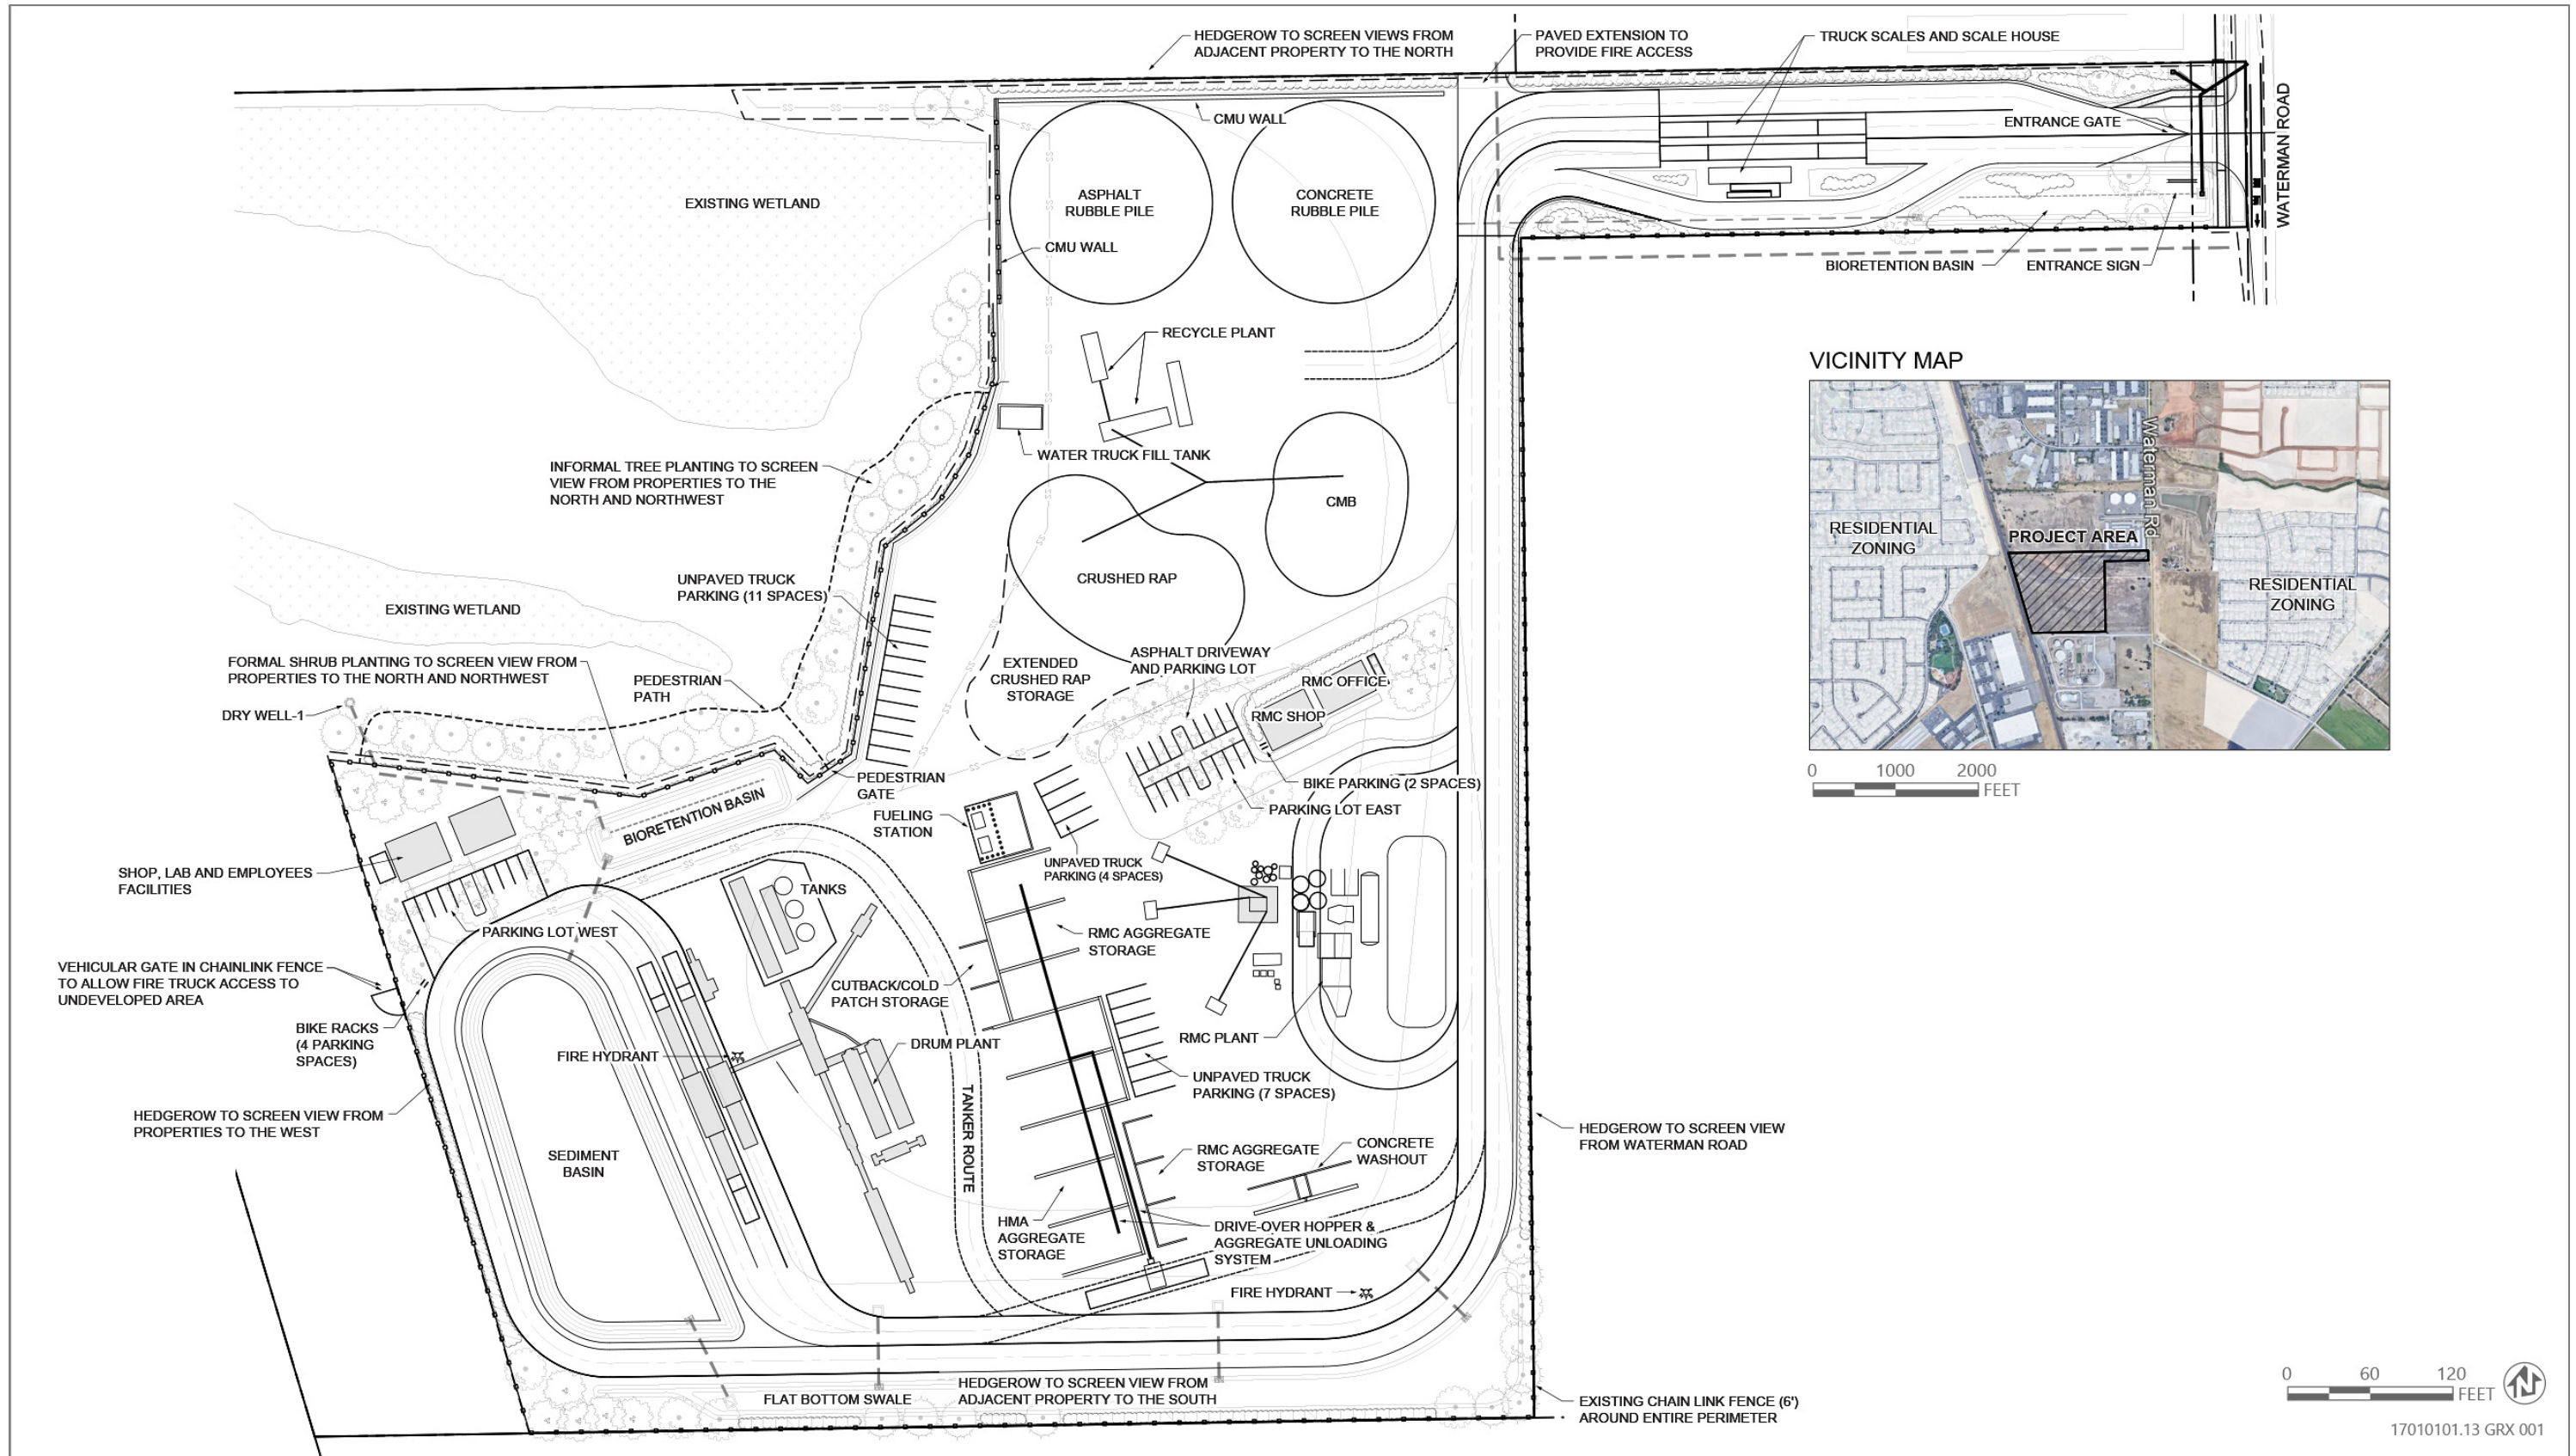 HEDGEROW TO SCREEN VIEWS FROM
ADJACENT PROPERTY TO THE NORTH
PAVED EXTENSION TO
PROVIDE FIRE ACCESS
TRUCK SCALES AND SCALE HOUSE
CMU WALL
ENTRANCE GATE
WATERMAN ROAD
ASPHALT
RUBBLE PILE
CONCRETE
RUBBLE PILE
EXISTING WETLAND
CMU WALL
BIORETENTION BASIN
ENTRANCE SIGN
RECYCLE PLANT
VICINITY MAP
Waterman Rd
RESIDENTIAL
ZONING
PROJECT AREA
RESIDENTIAL
ZONING
0 1000 2000
FEET
WATER TRUCK FILL TANK
INFORMAL TREE PLANTING TO SCREEN
VIEW FROM PROPERTIES TO THE
NORTH AND NORTHWEST
CMB
CRUSHED RAP
UNPAVED TRUCK
PARKING (11 SPACES)
EXISTING WETLAND
FORMAL SHRUB PLANTING TO SCREEN VIEW FROM
PROPERTIES TO THE NORTH AND NORTHWEST
PEDESTRIAN
PATH
EXTENDED
CRUSHED RAP
STORAGE
ASPHALT DRIVEWAY
AND PARKING LOT
RMC OFFICE
RMC SHOP
DRY WELL-1
PEDESTRIAN
GATE
BIKE PARKING (2 SPACES)
PARKING LOT EAST
BIORETENTION BASIN
FUELING
STATION
UNPAVED TRUCK
PARKING (4 SPACES)
SHOP, LAB AND EMPLOYEES
FACILITIES
TANKS
PARKING LOT WEST
RMC AGGREGATE
STORAGE
VEHICULAR GATE IN CHAINLINK FENCE
TO ALLOW FIRE TRUCK ACCESS TO
UNDEVELOPED AREA
CUTBACK/COLD
PATCH STORAGE
BIKE RACKS
(4 PARKING
SPACES)
FIRE HYDRANT
DRUM PLANT
RMC PLANT
UNPAVED TRUCK
PARKING (7 SPACES)
TANKER ROUTE
HEDGEROW TO SCREEN VIEW FROM
PROPERTIES TO THE WEST
HEDGEROW TO SCREEN VIEW
FROM WATERMAN ROAD
SEDIMENT
BASIN
RMC AGGREGATE
STORAGE
CONCRETE
WASHOUT
HMA
AGGREGATE
STORAGE
DRIVE-OVER HOPPER &
AGGREGATE UNLOADING
SYSTEM
FIRE HYDRANT
FLAT BOTTOM SWALE
HEDGEROW TO SCREEN VIEW FROM
ADJACENT PROPERTY TO THE SOUTH
EXISTING CHAIN LINK FENCE (6')
AROUND ENTIRE PERIMETER
0 60 120
FEET
N
17010101.13 GRX 001